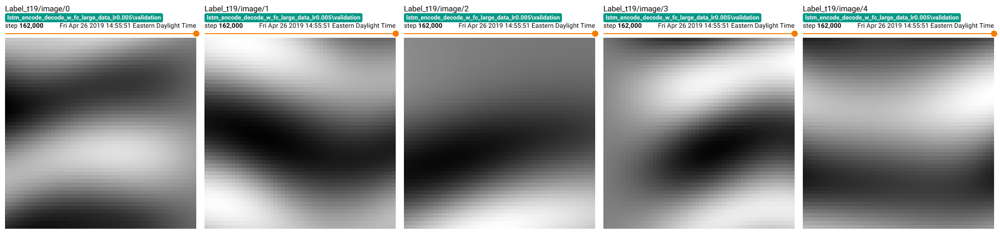 Label_t19/image/0
lstm_encode_decode_w_fc_large_data_lr0.005\validation
step 162,000 Fri Apr 26 2019 14:55:51 Eastern Daylight Time
Label_t19/image/1
lstm_encode_decode_w_fc_large_data_lr0.005\validation
step 162,000 Fri Apr 26 2019 14:55:51 Eastern Daylight Time
Label_t19/image/2
lstm_encode_decode_w_fc_large_data_lr0.005\validation
step 162,000 Fri Apr 26 2019 14:55:51 Eastern Daylight Time
Label_t19/image/3
lstm_encode_decode_w_fc_large_data_lr0.005\validation
step 162,000 Fri Apr 26 2019 14:55:51 Eastern Daylight Time
Label_t19/image/4
lstm_encode_decode_w_fc_large_data_lr0.005\validation
step 162,000 Fri Apr 26 2019 14:55:51 Eastern Daylight Time